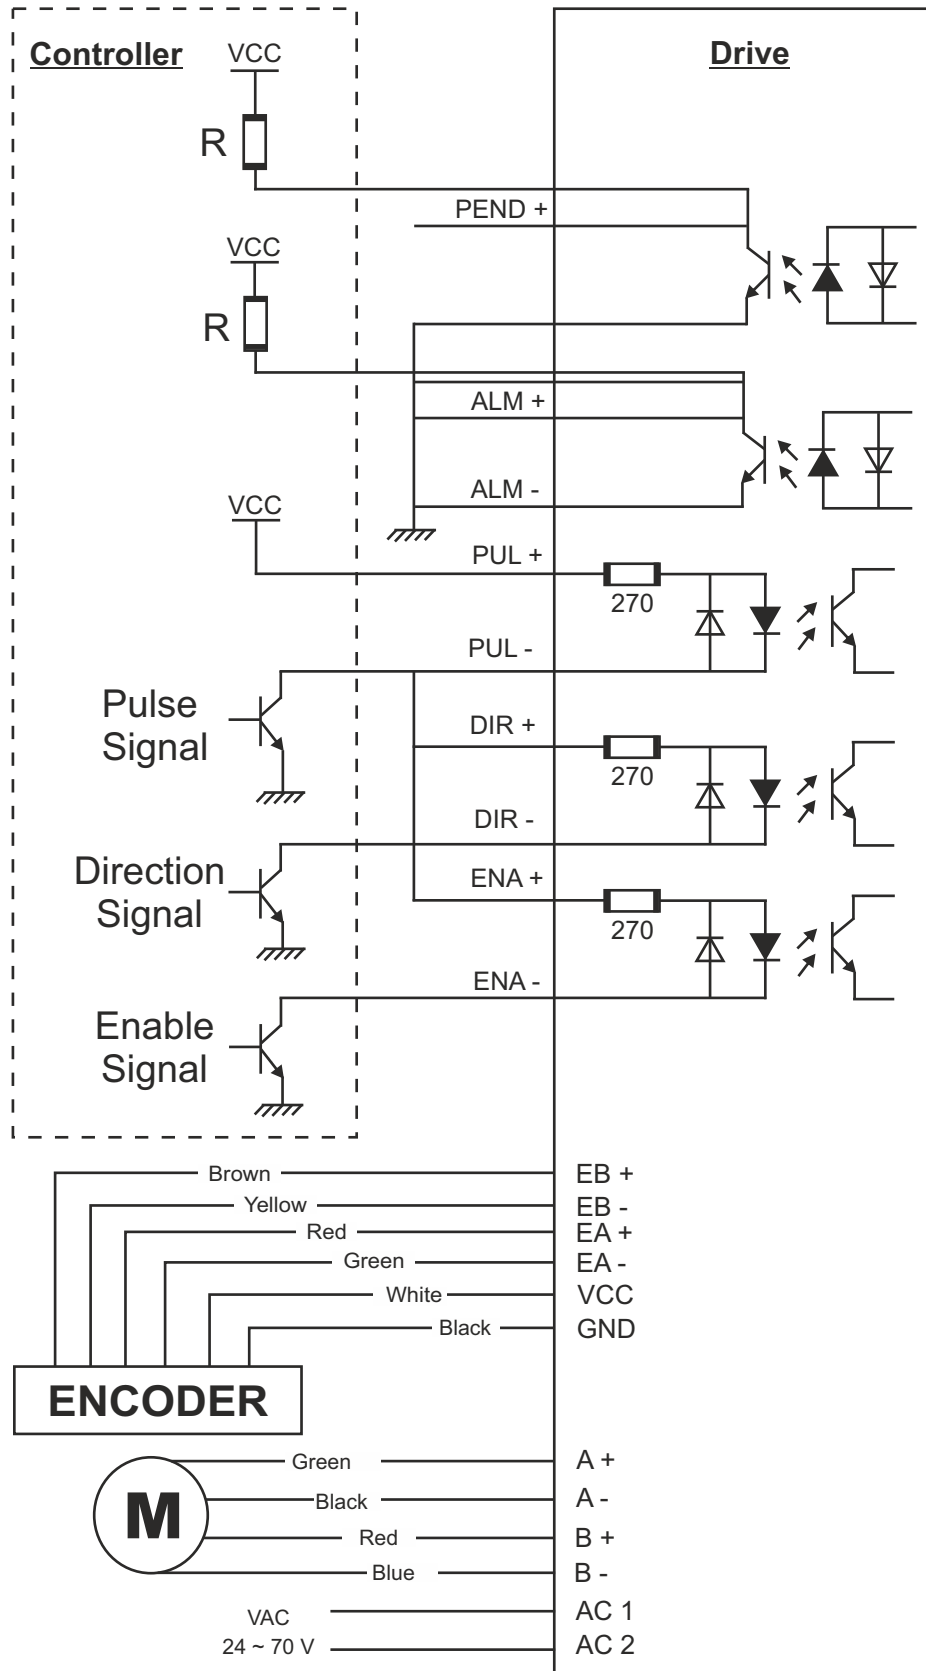 Controller
Drive
VCC
R
PEND +
VCC
R
ALM +
ALM -
VCC
PUL +
270
PUL -
Pulse
Signal
DIR +
270
DIR -
Direction
Signal
ENA +
270
ENA -
Enable
Signal
Brown
EB +
Yellow
EB -
Red
EA +
Green
EA -
White
VCC
Black
GND
ENCODER
Green
A +
M
Black
A -
Red
B +
Blue
B -
VAC
24 ~ 70 V
AC 1
AC 2